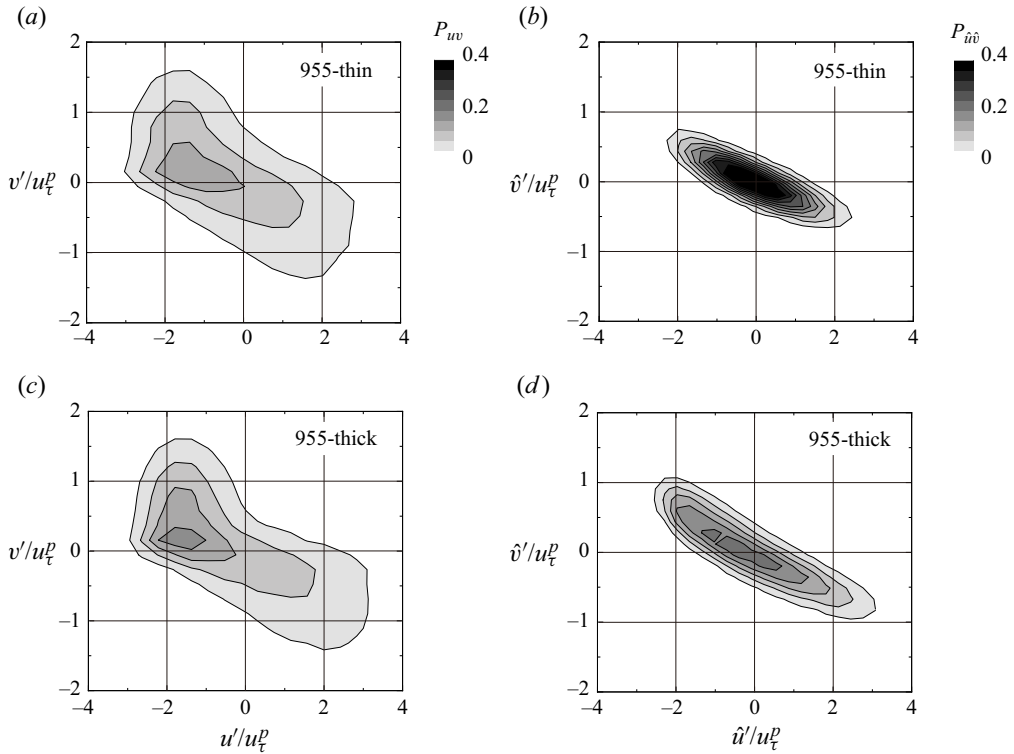 (a)
P_uv
0.4
0.2
0
955-thin
2
1
0
–1
–2
v′/u_τ^p
–4 –2 0 2 4
(b)
P_ûv̂
0.4
0.2
0
955-thin
2
1
0
–1
–2
v̂′/u_τ^p
–4 –2 0 2 4
(c)
955-thick
2
1
0
–1
–2
v′/u_τ^p
–4 –2 0 2 4
u′/u_τ^p
(d)
955-thick
2
1
0
–1
–2
v̂′/u_τ^p
–4 –2 0 2 4
û′/u_τ^p